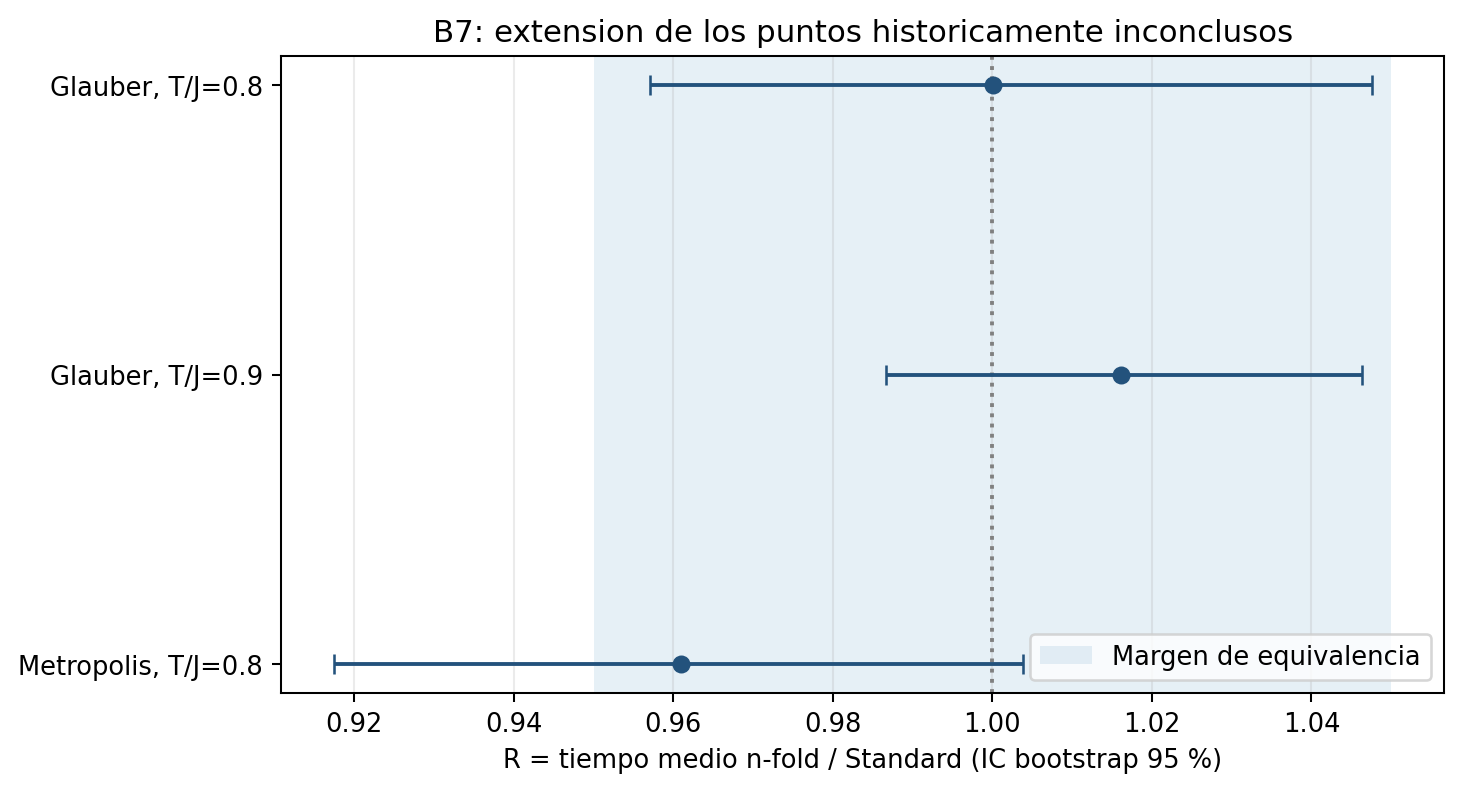 B7: extension de los puntos historicamente inconclusos
Glauber, T/J=0.8
Glauber, T/J=0.9
Metropolis, T/J=0.8
Margen de equivalencia
0.92 0.94 0.96 0.98 1.00 1.02 1.04
R = tiempo medio n-fold / Standard (IC bootstrap 95 %)